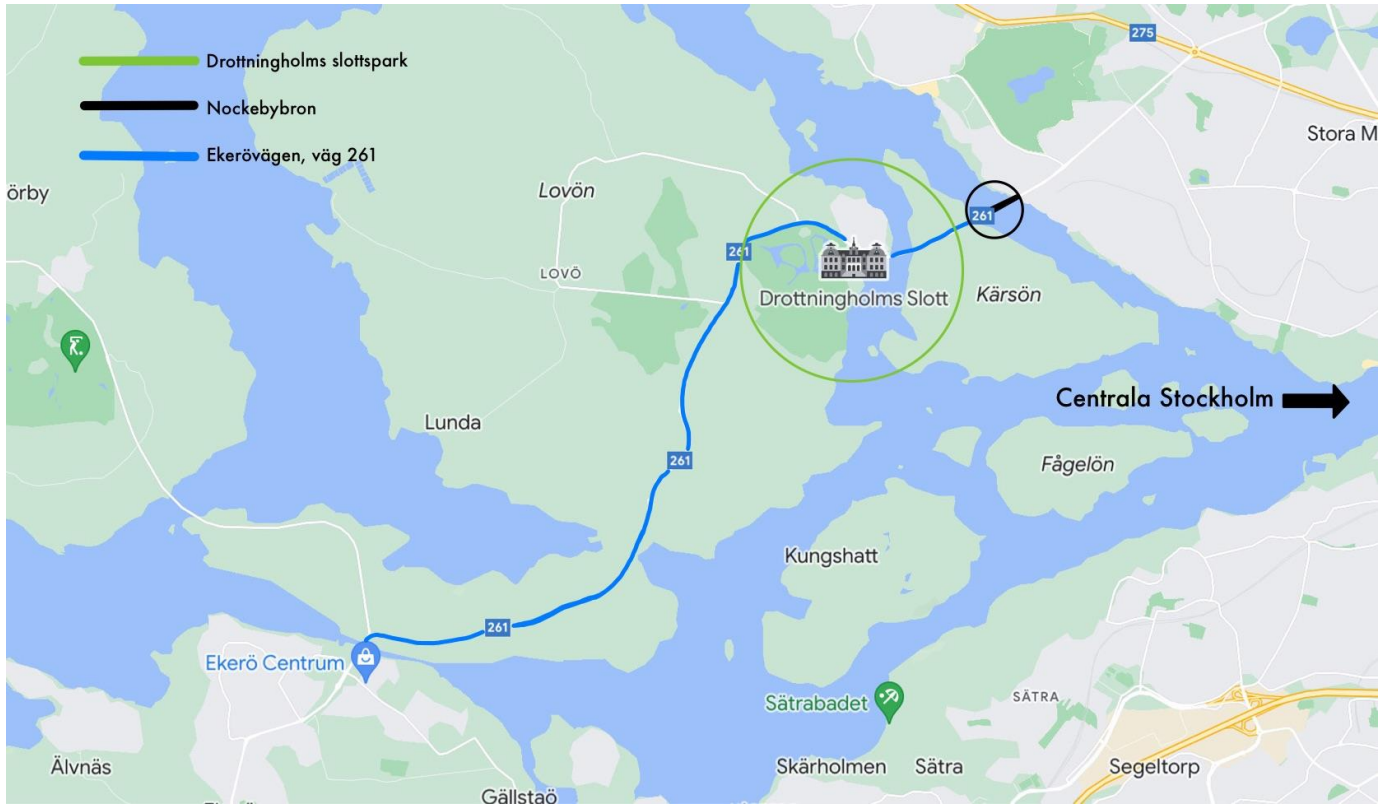 Drottningholms slottspark
Nockebybron
Ekerövägen, väg 261
275
Stora M
örby
Lovön
261
261
LOVÖ
Drottningholms Slott
Kärsön
Centrala Stockholm
Lunda
261
Fågelön
Kungshatt
261
Ekerö Centrum
Sätrabadet
SÄTRA
Älvnäs
Skärholmen
Sätra
Segeltorp
Gällstaö